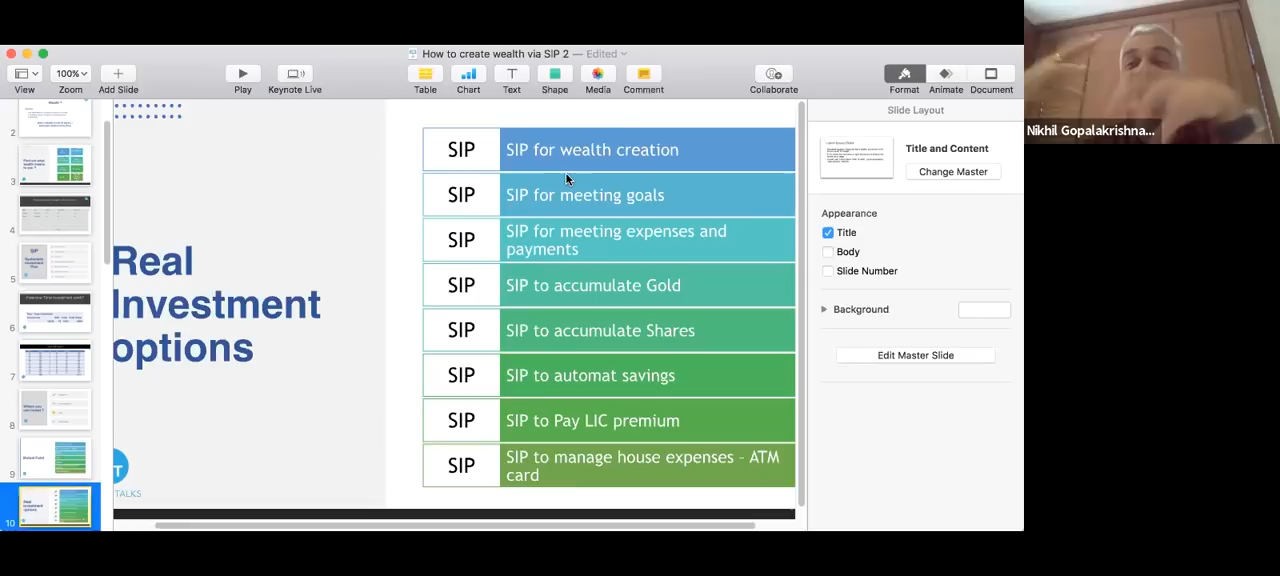 How to create wealth via SIP 2 — Edited
View
100%
Zoom
Add Slide
Play
Keynote Live
Table
Chart
Text
Shape
Media
Comment
Collaborate
Format
Animate
Document
2
3
4
5
6
7
8
9
10
Real
Investment
options
T
TALKS
SIP
SIP for wealth creation
SIP
SIP for meeting goals
SIP
SIP for meeting expenses and
payments
SIP
SIP to accumulate Gold
SIP
SIP to accumulate Shares
SIP
SIP to automat savings
SIP
SIP to Pay LIC premium
SIP
SIP to manage house expenses - ATM
card
Slide Layout
Title and Content
Change Master
Appearance
Title
Body
Slide Number
Background
Edit Master Slide
Nikhil Gopalakrishna...